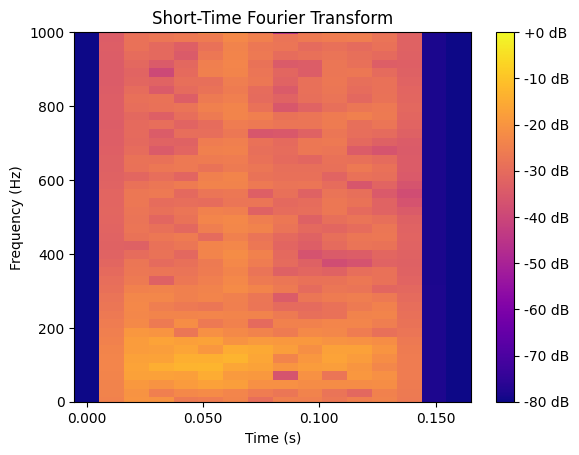 Short-Time Fourier Transform
1000
800
600
400
200
0
Frequency (Hz)
0.000
0.050
0.100
0.150
Time (s)
+0 dB
-10 dB
-20 dB
-30 dB
-40 dB
-50 dB
-60 dB
-70 dB
-80 dB